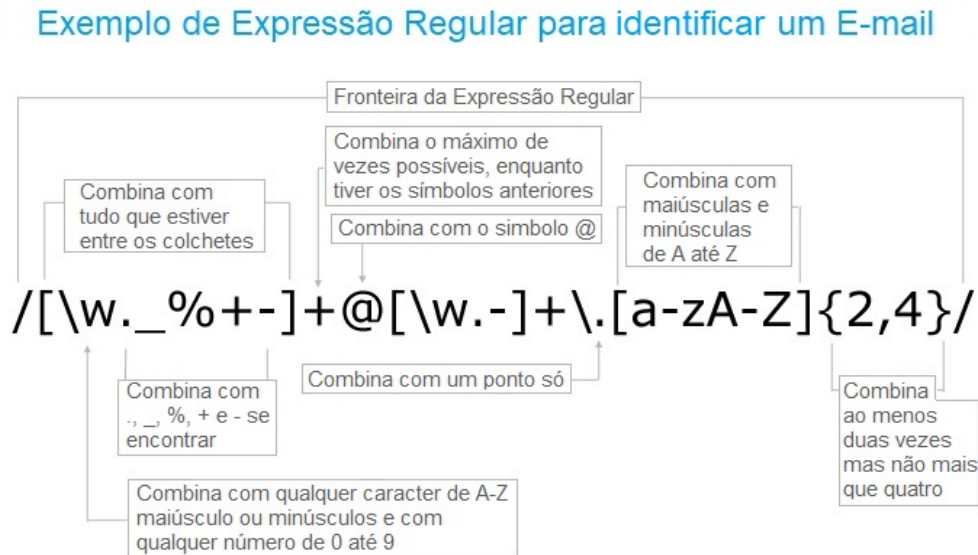 Exemplo de Expressão Regular para identificar um E-mail
Fronteira da Expressão Regular
Combina o máximo de
vezes possíveis, enquanto
tiver os símbolos anteriores
Combina com
tudo que estiver
entre os colchetes
Combina com o simbolo @
Combina com
maiúsculas e
minúsculas
de A até Z
/[\w._%+-]+@[\w.-]+\.[a-zA-Z]{2,4}/
Combina com um ponto só
Combina com
., _, %, + e - se
encontrar
Combina
ao menos
duas vezes
mas não mais
que quatro
Combina com qualquer caracter de A-Z
maiúsculo ou minúsculos e com
qualquer número de 0 até 9